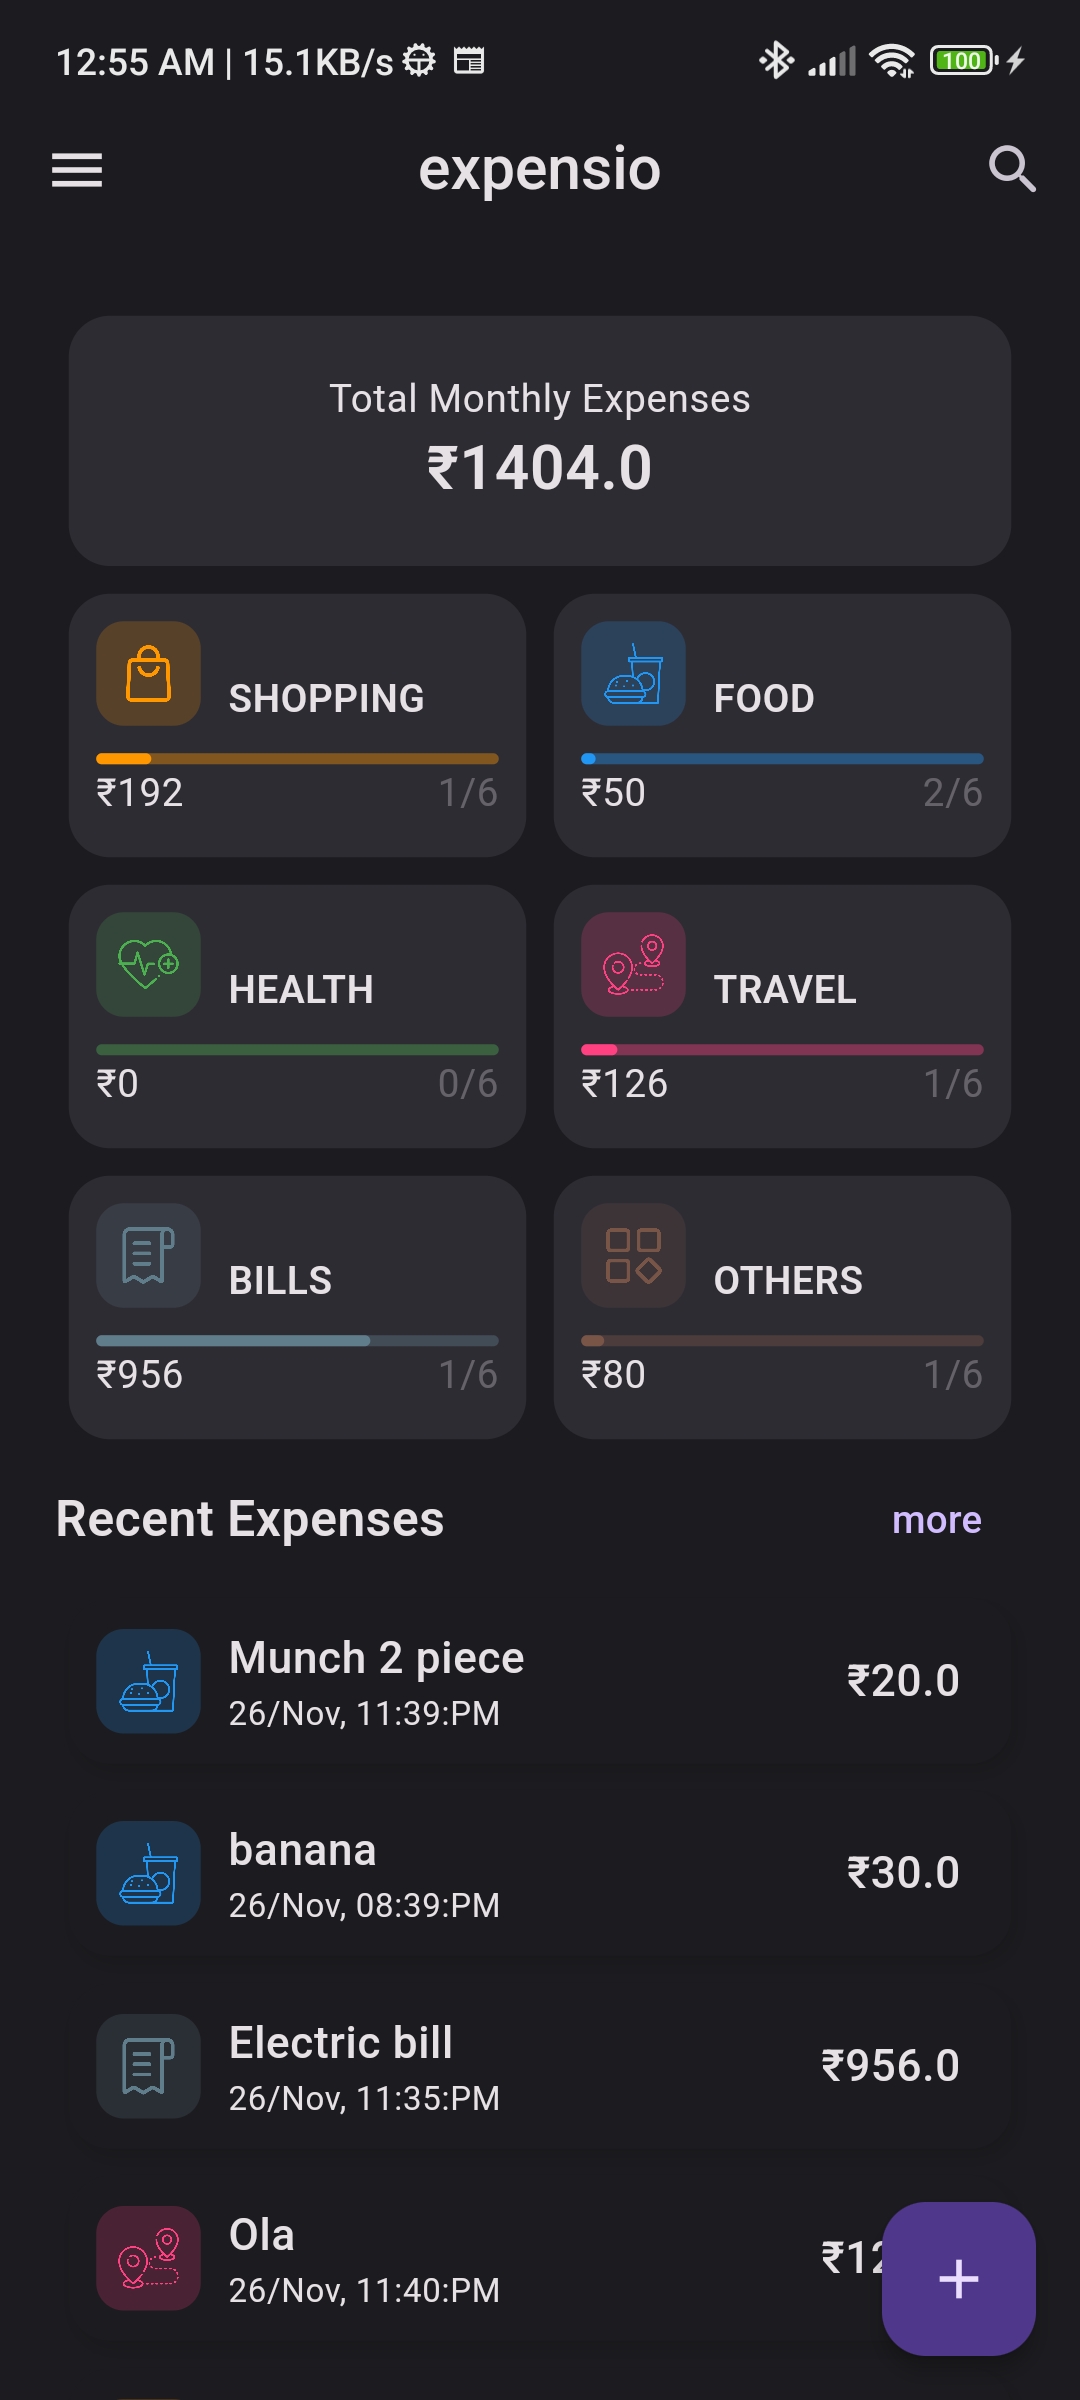 12:55 AM | 15.1KB/s
100
expensio
Total Monthly Expenses
₹1404.0
SHOPPING
₹192 1/6
FOOD
₹50 2/6
HEALTH
₹0 0/6
TRAVEL
₹126 1/6
BILLS
₹956 1/6
OTHERS
₹80 1/6
Recent Expenses more
Munch 2 piece
26/Nov, 11:39:PM
₹20.0
banana
26/Nov, 08:39:PM
₹30.0
Electric bill
26/Nov, 11:35:PM
₹956.0
Ola
26/Nov, 11:40:PM